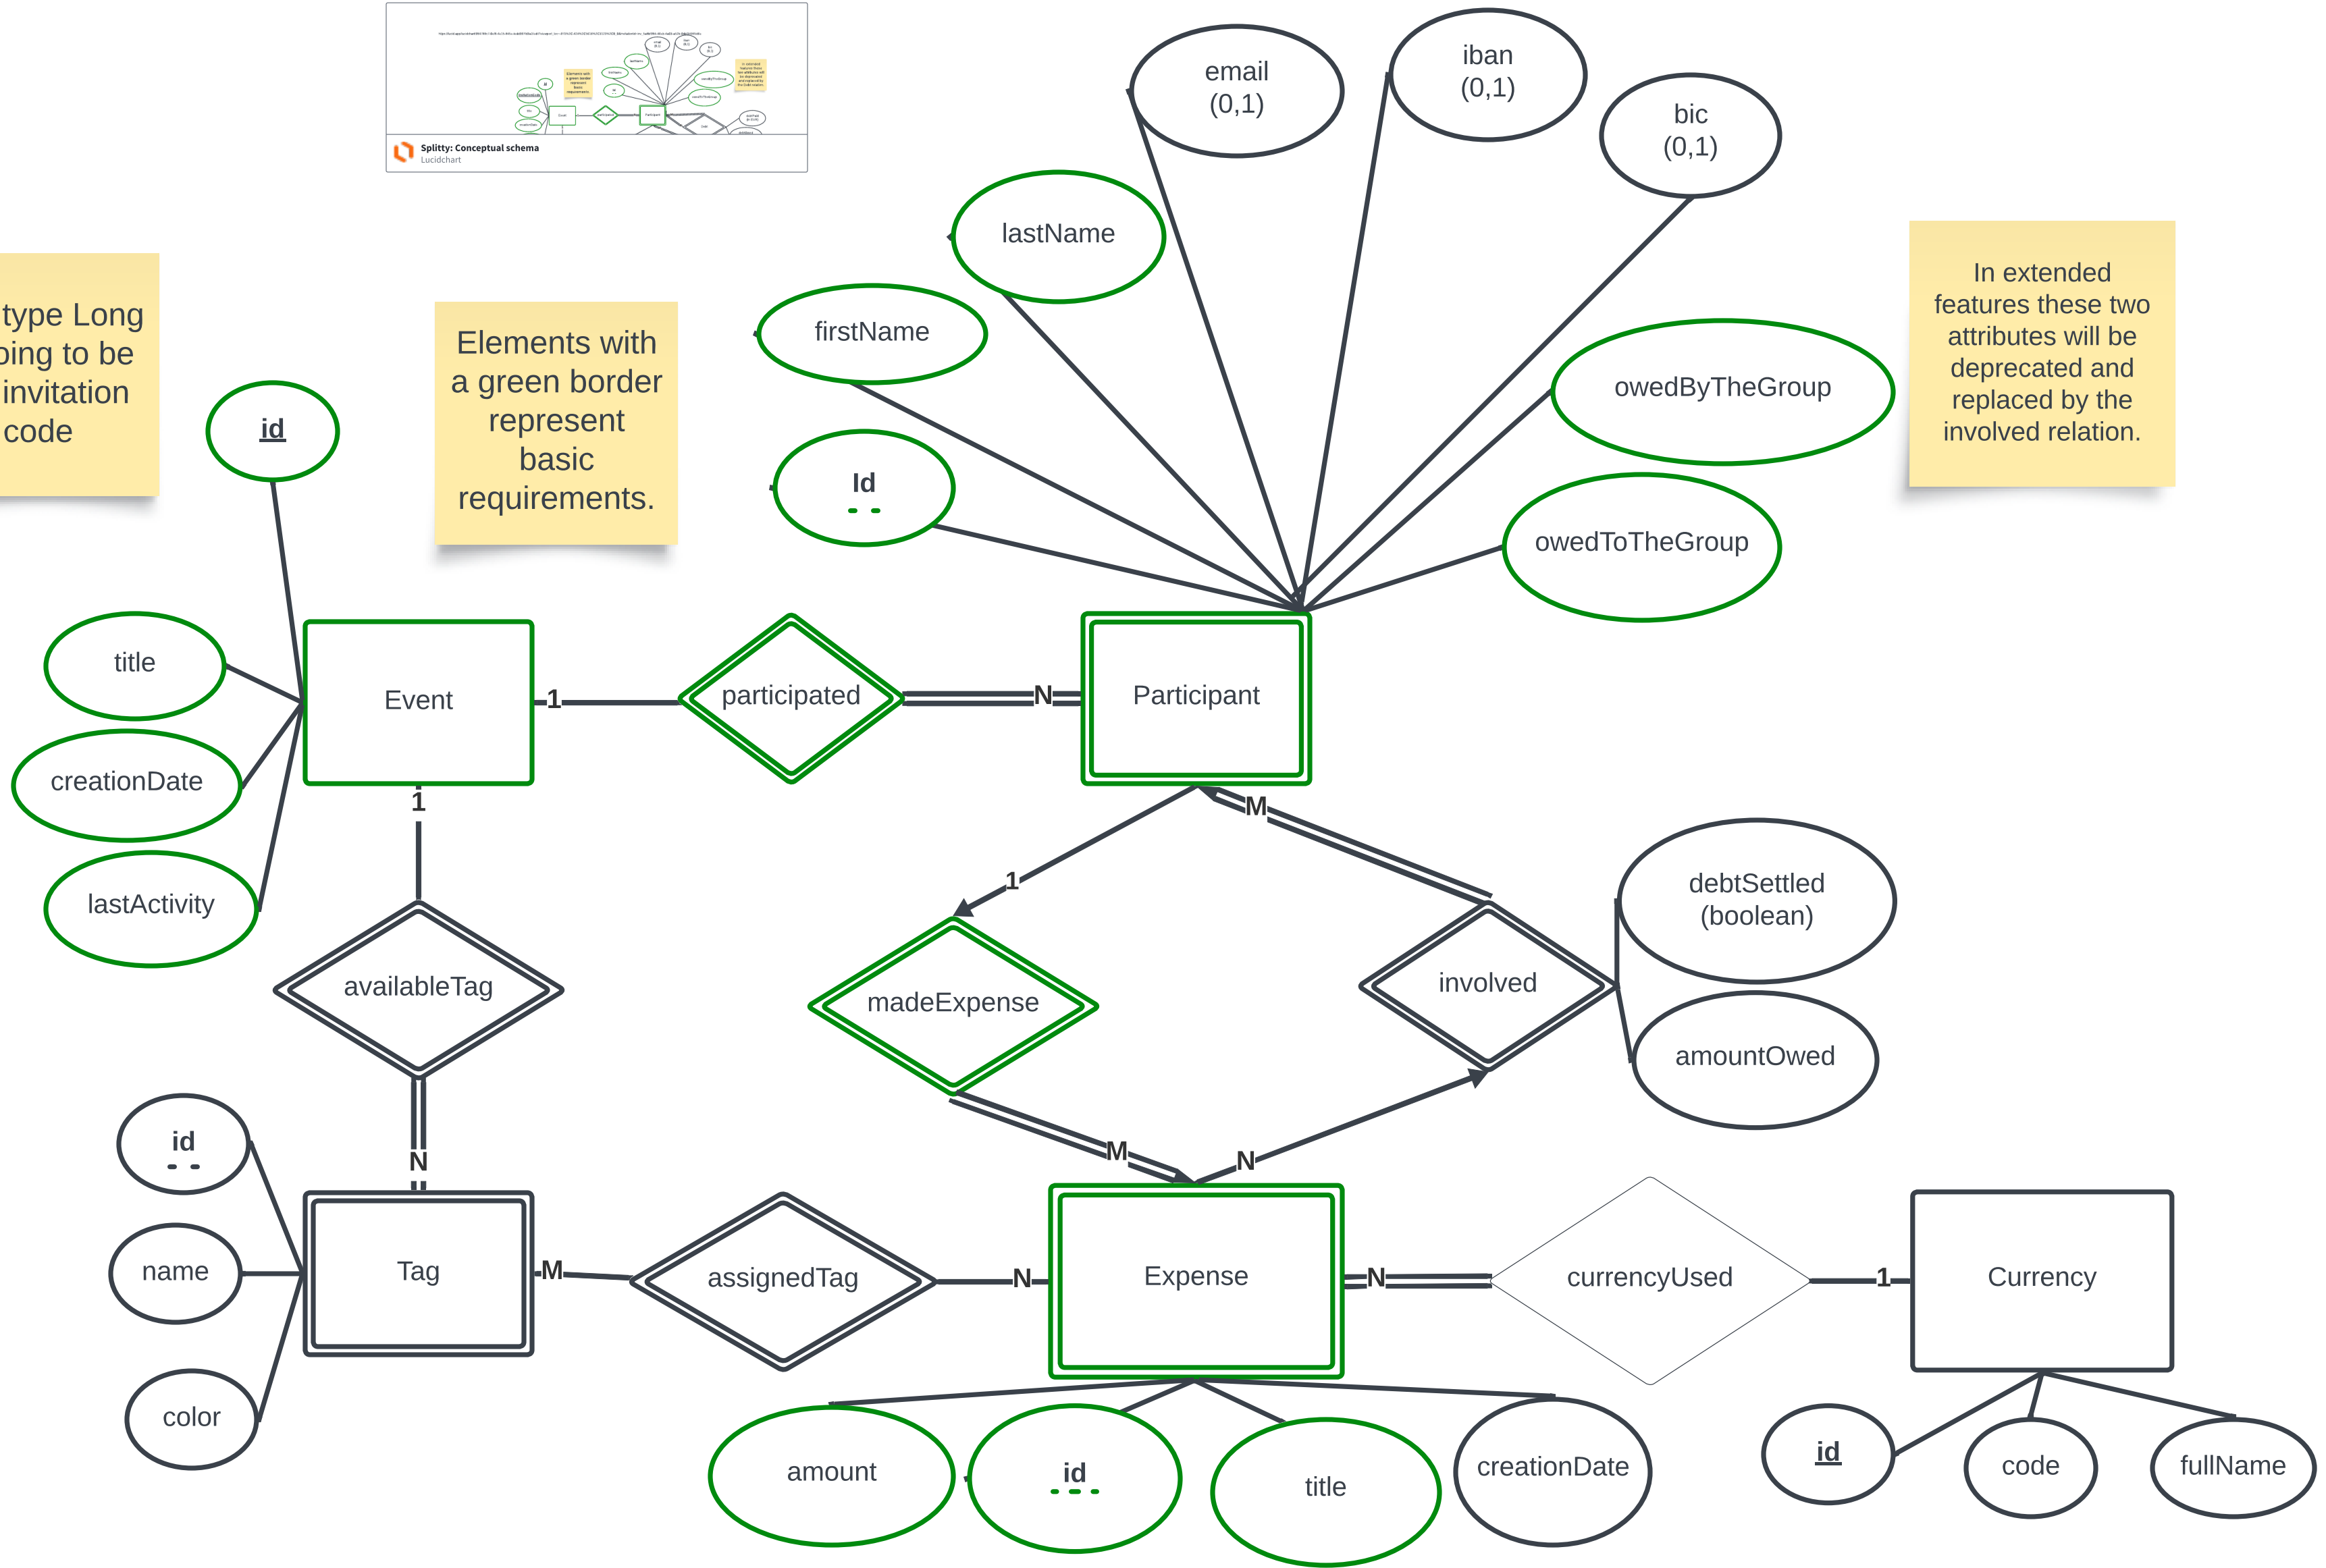 Splitty: Conceptual schema
Lucidchart
email
(0,1)
iban
(0,1)
bic
(0,1)
lastName
firstName
Id
owedByTheGroup
owedToTheGroup
In extended
features these two
attributes will be
deprecated and
replaced by the
involved relation.
type Long
to be
invitation
code
Elements with
a green border
represent
basic
requirements.
id
title
creationDate
lastActivity
Event
1
participated
N
Participant
1
availableTag
N
1
madeExpense
M
M
involved
N
debtSettled
(boolean)
amountOwed
id
name
color
Tag
M
assignedTag
N
Expense
N
currencyUsed
1
Currency
amount
id
title
creationDate
id
code
fullName